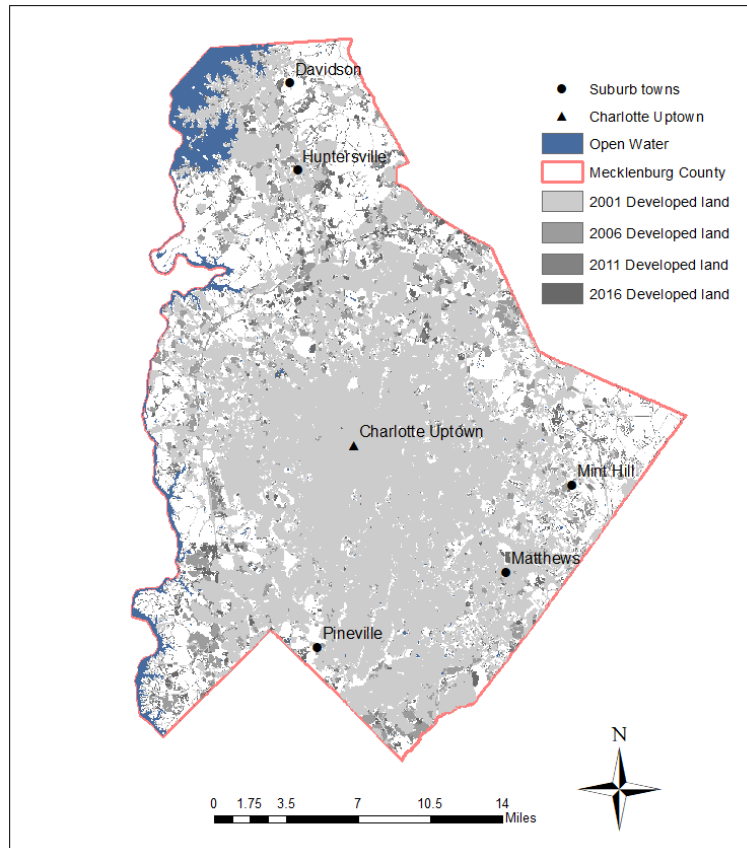 Davidson
Huntersville
Charlotte Uptown
Mint Hill
Matthews
Pineville
Suburb towns
Charlotte Uptown
Open Water
Mecklenburg County
2001 Developed land
2006 Developed land
2011 Developed land
2016 Developed land
N
0 1.75 3.5 7 10.5 14
Miles